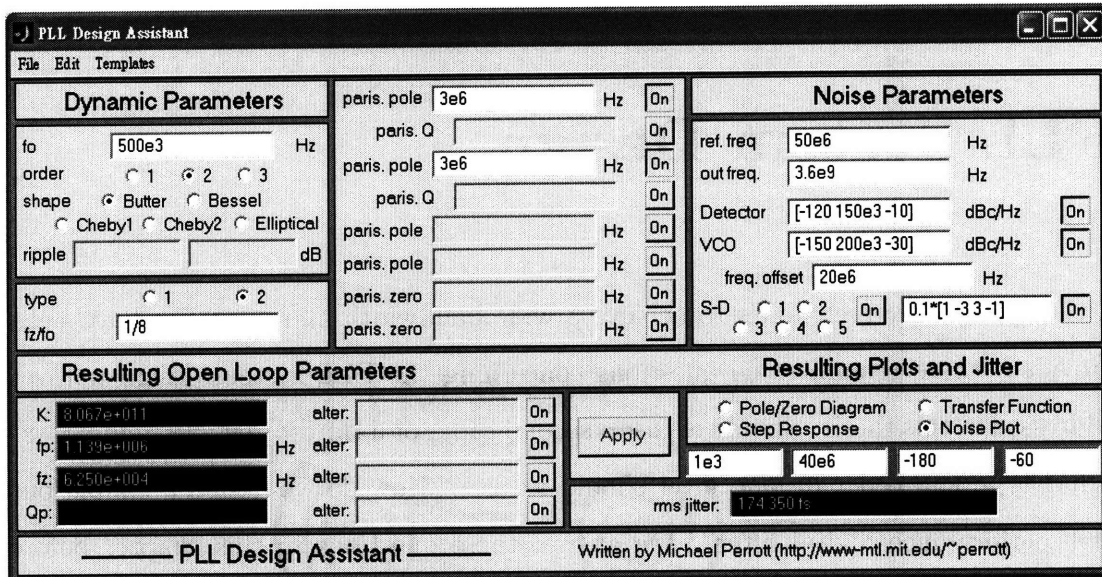 PLL Design Assistant
File Edit Templates
Dynamic Parameters
fo 500e3 Hz
order 1 2 3
shape Butter Bessel
Cheby1 Cheby2 Elliptical
ripple dB
type 1 2
fz/fo 1/8
paris. pole 3e6 Hz On
paris. Q On
paris. pole 3e6 Hz On
paris. Q On
paris. pole Hz On
paris. pole Hz On
paris. zero Hz On
paris. zero Hz On
Noise Parameters
ref. freq 50e6 Hz
out freq. 3.6e9 Hz
Detector [-120 150e3 -10] dBc/Hz On
VCO [-150 200e3 -30] dBc/Hz On
freq. offset 20e6 Hz
S-D 1 2 On 0.1*[1 -3 3 -1] On
3 4 5
Resulting Open Loop Parameters
K: 8.067e+011 alter: On
fp: 1.139e+006 Hz alter: On
fz: 6.250e+004 Hz alter: On
Qp: alter: On
Apply
Resulting Plots and Jitter
Pole/Zero Diagram Transfer Function
Step Response Noise Plot
1e3 40e6 -180 -60
rms jitter: 174.350 fs
PLL Design Assistant
Written by Michael Perrott (http://www-mtl.mit.edu/~perrott)